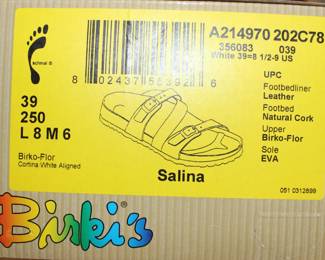 A214970 202C78
356083 039
White 39=8 1/2-9 US
schmal
8 02437 55392 6
UPC
Footbedliner
Leather
Footbed
Natural Cork
Upper
Birko-Flor
Sole
EVA
39
250
L 8 M 6
Birko-Flor
Cortina White Aligned
Salina
051 0312899
Birki's